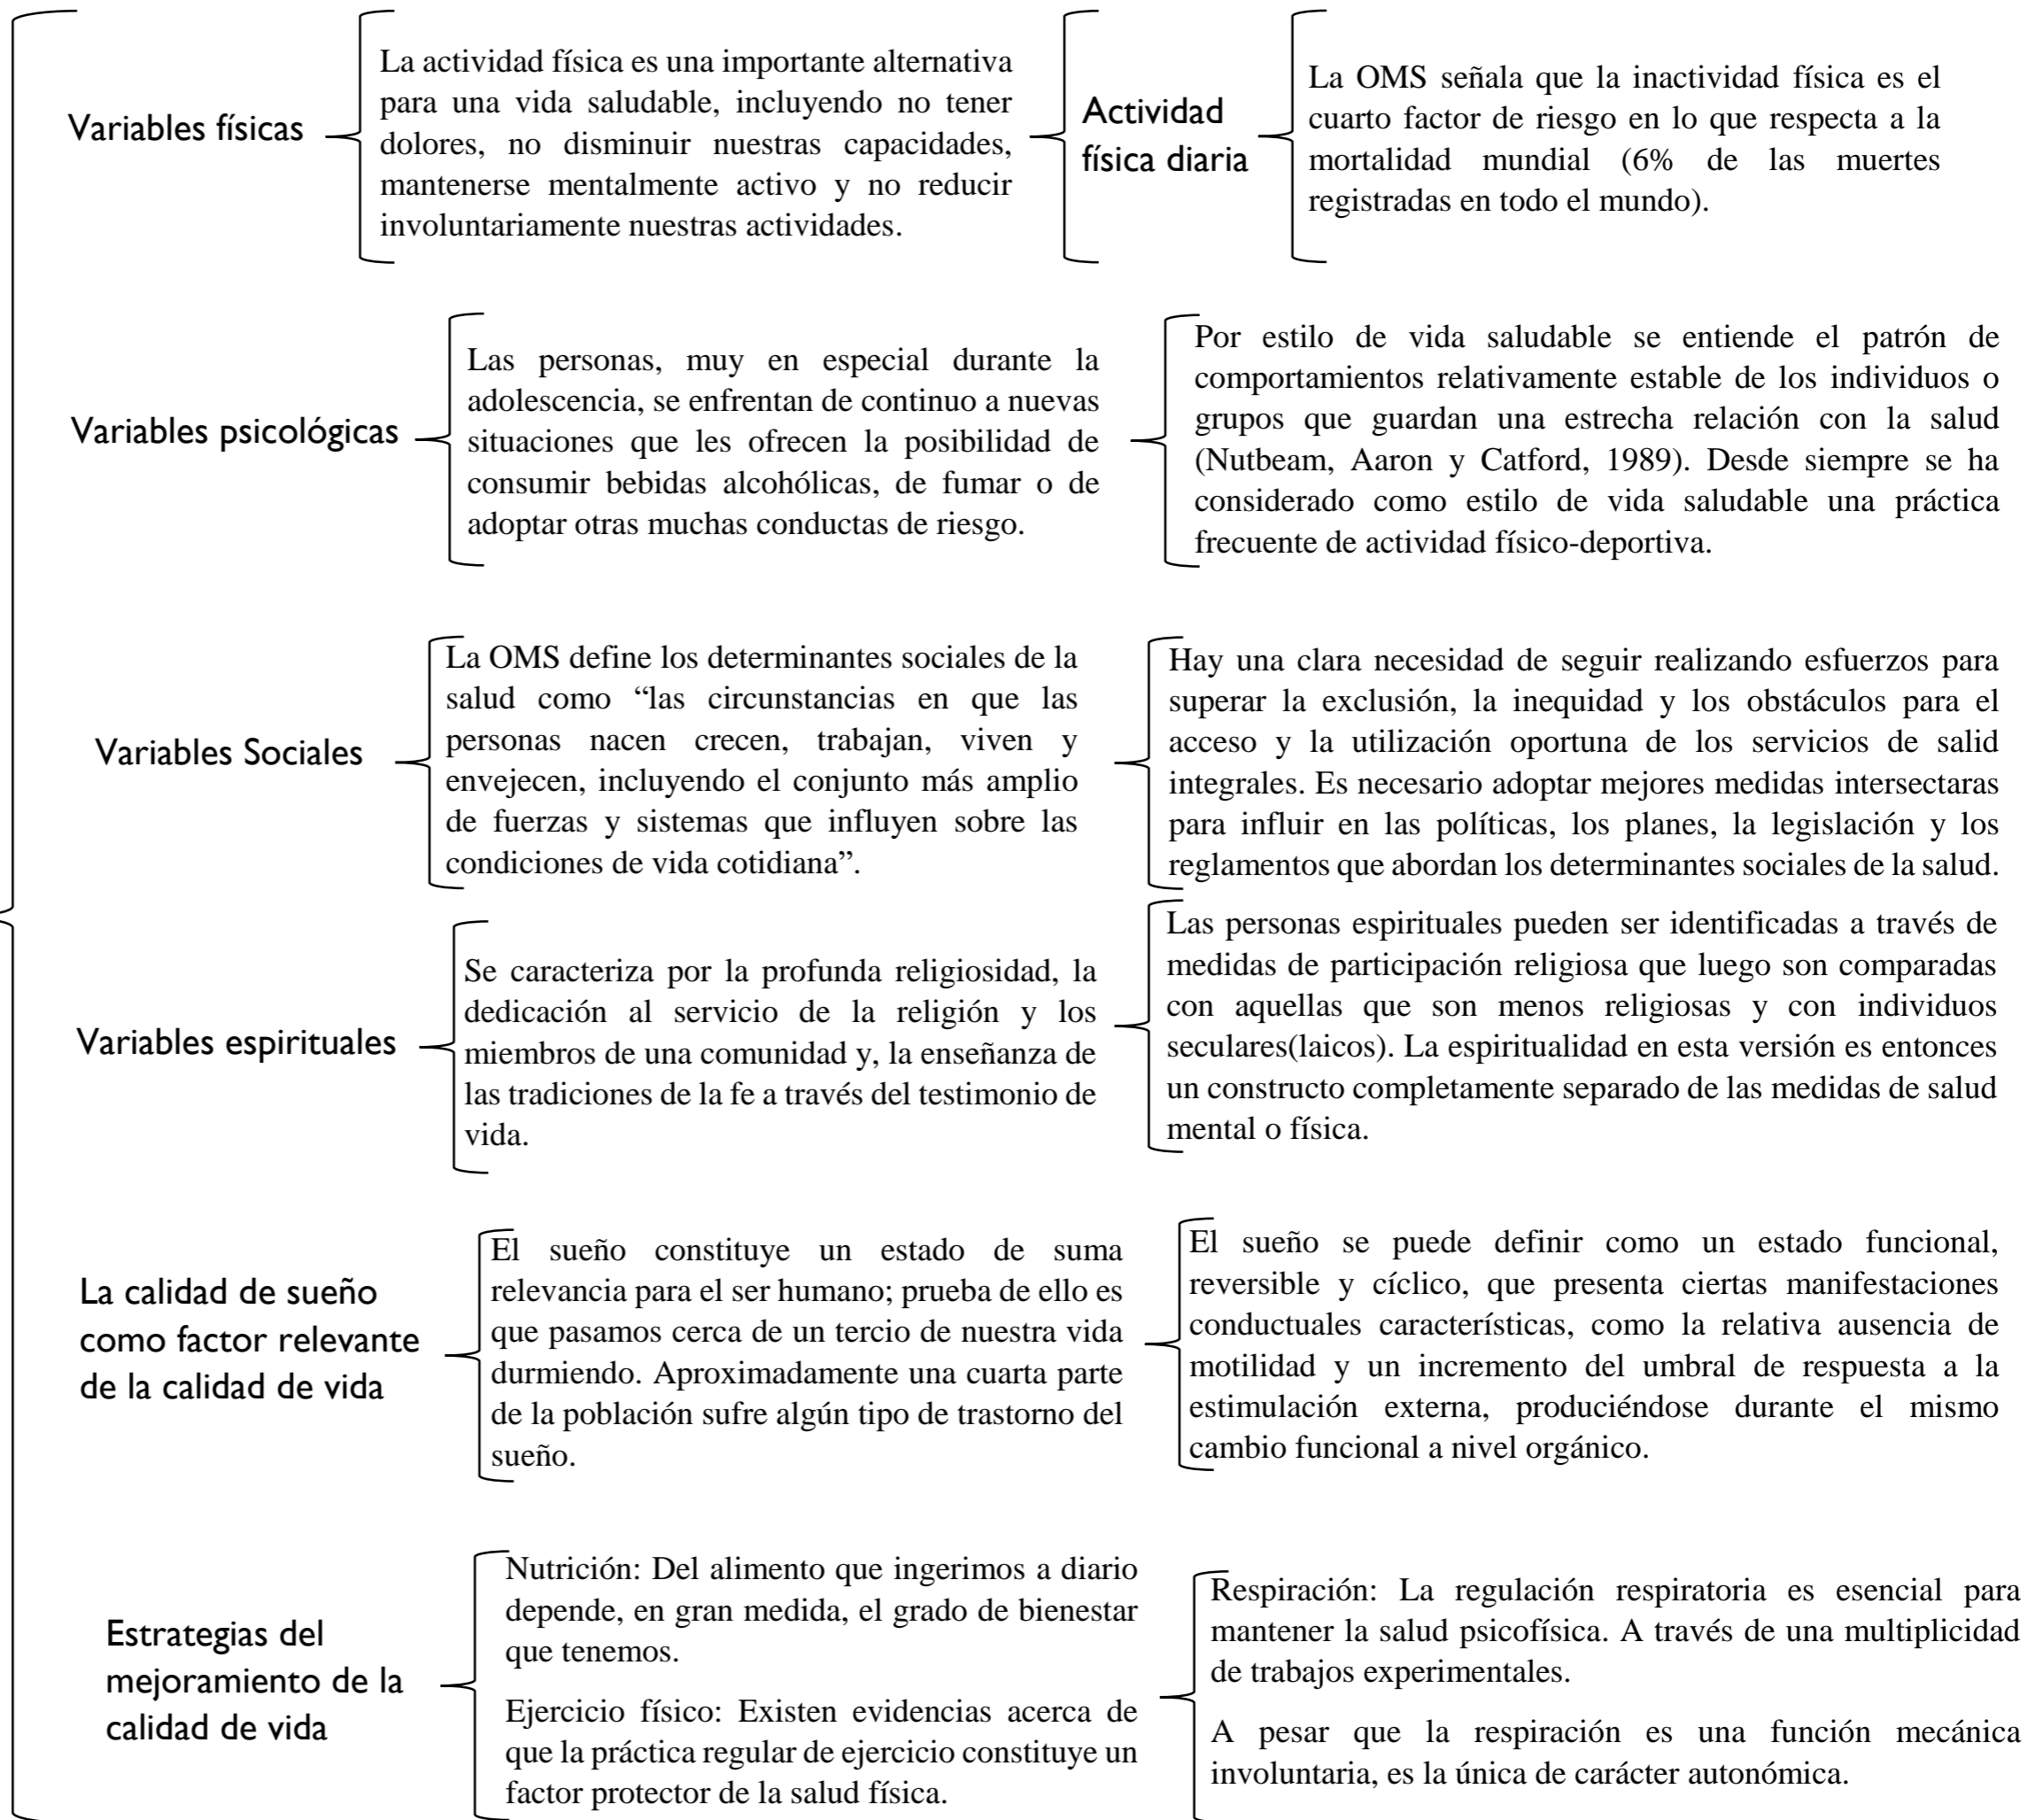 Variables físicas
La actividad física es una importante alternativa
para una vida saludable, incluyendo no tener
dolores, no disminuir nuestras capacidades,
mantenerse mentalmente activo y no reducir
involuntariamente nuestras actividades.
Actividad
física diaria
La OMS señala que la inactividad física es el
cuarto factor de riesgo en lo que respecta a la
mortalidad mundial (6% de las muertes
registradas en todo el mundo).
Variables psicológicas
Las personas, muy en especial durante la
adolescencia, se enfrentan de continuo a nuevas
situaciones que les ofrecen la posibilidad de
consumir bebidas alcohólicas, de fumar o de
adoptar otras muchas conductas de riesgo.
Por estilo de vida saludable se entiende el patrón de
comportamientos relativamente estable de los individuos o
grupos que guardan una estrecha relación con la salud
(Nutbeam, Aaron y Catford, 1989). Desde siempre se ha
considerado como estilo de vida saludable una práctica
frecuente de actividad físico-deportiva.
Variables Sociales
La OMS define los determinantes sociales de la
salud como “las circunstancias en que las
personas nacen crecen, trabajan, viven y
envejecen, incluyendo el conjunto más amplio
de fuerzas y sistemas que influyen sobre las
condiciones de vida cotidiana”.
Hay una clara necesidad de seguir realizando esfuerzos para
superar la exclusión, la inequidad y los obstáculos para el
acceso y la utilización oportuna de los servicios de salid
integrales. Es necesario adoptar mejores medidas intersectaras
para influir en las políticas, los planes, la legislación y los
reglamentos que abordan los determinantes sociales de la salud.
Variables espirituales
Se caracteriza por la profunda religiosidad, la
dedicación al servicio de la religión y los
miembros de una comunidad y, la enseñanza de
las tradiciones de la fe a través del testimonio de
vida.
Las personas espirituales pueden ser identificadas a través de
medidas de participación religiosa que luego son comparadas
con aquellas que son menos religiosas y con individuos
seculares(laicos). La espiritualidad en esta versión es entonces
un constructo completamente separado de las medidas de salud
mental o física.
La calidad de sueño
como factor relevante
de la calidad de vida
El sueño constituye un estado de suma
relevancia para el ser humano; prueba de ello es
que pasamos cerca de un tercio de nuestra vida
durmiendo. Aproximadamente una cuarta parte
de la población sufre algún tipo de trastorno del
sueño.
El sueño se puede definir como un estado funcional,
reversible y cíclico, que presenta ciertas manifestaciones
conductuales características, como la relativa ausencia de
motilidad y un incremento del umbral de respuesta a la
estimulación externa, produciéndose durante el mismo
cambio funcional a nivel orgánico.
Estrategias del
mejoramiento de la
calidad de vida
Nutrición: Del alimento que ingerimos a diario
depende, en gran medida, el grado de bienestar
que tenemos.
Ejercicio físico: Existen evidencias acerca de
que la práctica regular de ejercicio constituye un
factor protector de la salud física.
Respiración: La regulación respiratoria es esencial para
mantener la salud psicofísica. A través de una multiplicidad
de trabajos experimentales.
A pesar que la respiración es una función mecánica
involuntaria, es la única de carácter autonómica.